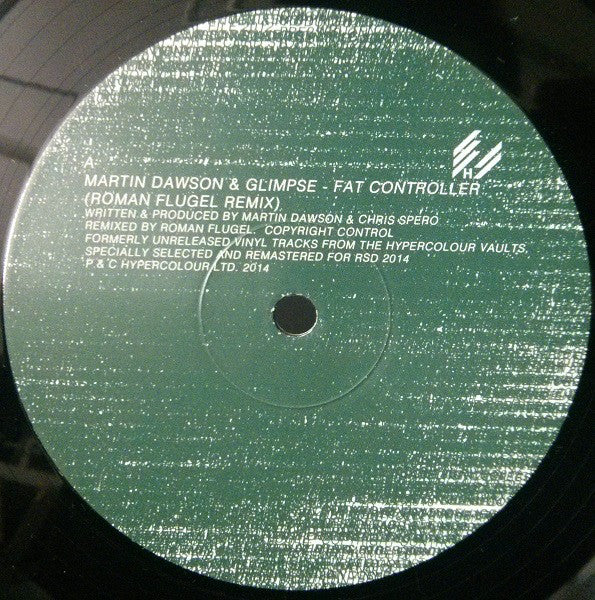 A
MARTIN DAWSON & GLIMPSE - FAT CONTROLLER
(ROMAN FLUGEL REMIX)
WRITTEN & PRODUCED BY MARTIN DAWSON & CHRIS SPERO
REMIXED BY ROMAN FLUGEL. COPYRIGHT CONTROL
FORMERLY UNRELEASED VINYL TRACKS FROM THE HYPERCOLOUR VAULTS.
SPECIALLY SELECTED AND REMASTERED FOR RSD 2014
P & C HYPERCOLOUR LTD. 2014
H